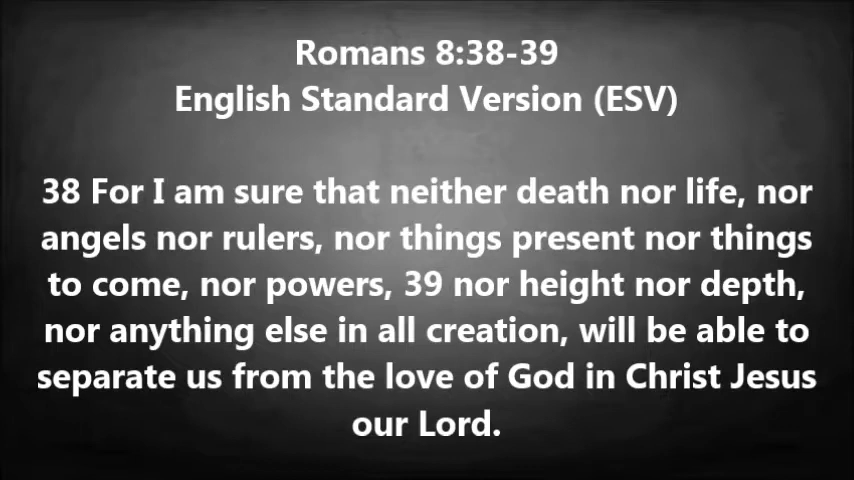 Romans 8:38-39
English Standard Version (ESV)
38 For I am sure that neither death nor life, nor
angels nor rulers, nor things present nor things
to come, nor powers, 39 nor height nor depth,
nor anything else in all creation, will be able to
separate us from the love of God in Christ Jesus
our Lord.